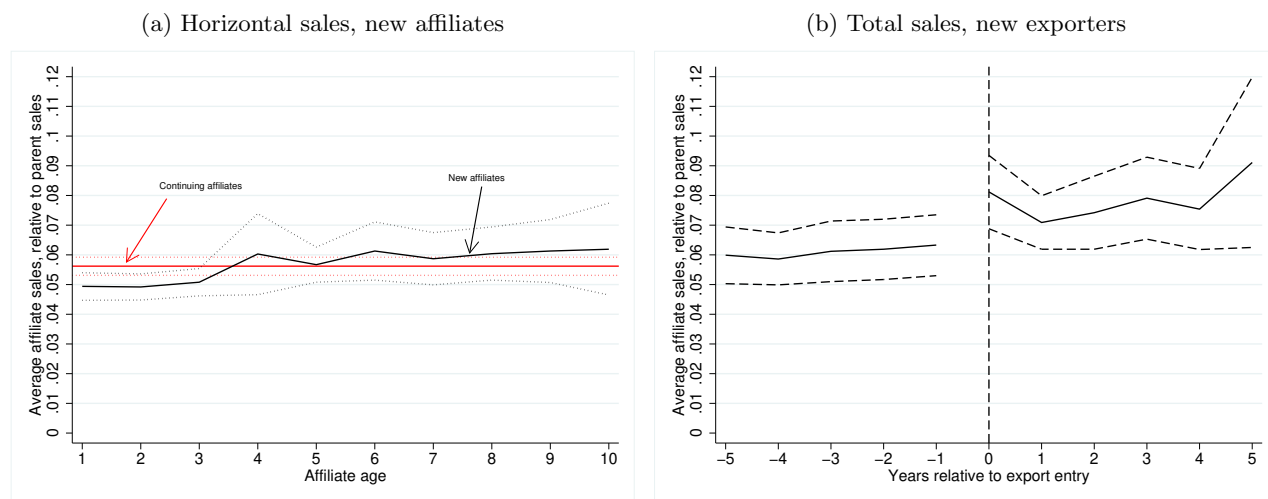 (a) Horizontal sales, new affiliates
Average affiliate sales, relative to parent sales
0 .01 .02 .03 .04 .05 .06 .07 .08 .09 .1 .11 .12
Continuing affiliates
New affiliates
1 2 3 4 5 6 7 8 9 10
Affiliate age
(b) Total sales, new exporters
Average affiliate sales, relative to parent sales
0 .01 .02 .03 .04 .05 .06 .07 .08 .09 .1 .11 .12
−5 −4 −3 −2 −1 0 1 2 3 4 5
Years relative to export entry